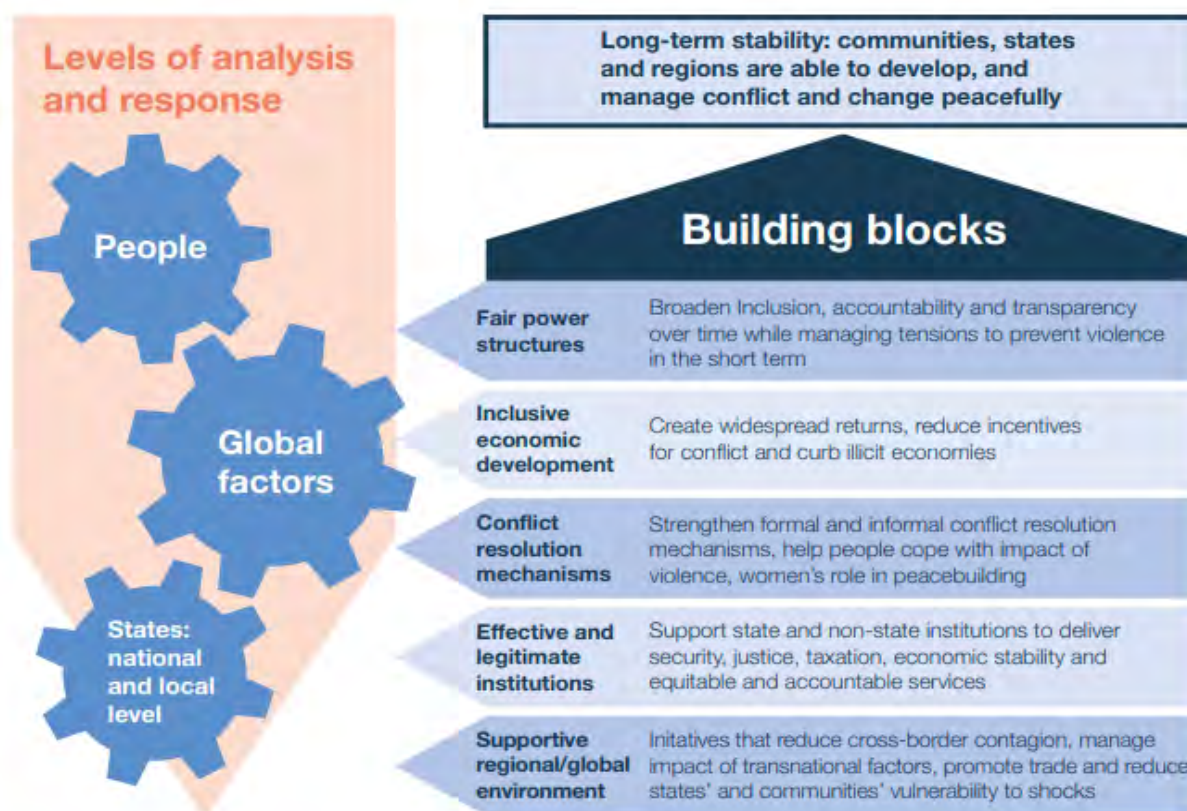 Levels of analysis
and response
People
Global
factors
States:
national
and local
level
Long-term stability: communities, states
and regions are able to develop, and
manage conflict and change peacefully
Building blocks
Fair power
structures
Broaden Inclusion, accountability and transparency
over time while managing tensions to prevent violence
in the short term
Inclusive
economic
development
Create widespread returns, reduce incentives
for conflict and curb illicit economies
Conflict
resolution
mechanisms
Strengthen formal and informal conflict resolution
mechanisms, help people cope with impact of
violence, women's role in peacebuilding
Effective and
legitimate
institutions
Support state and non-state institutions to deliver
security, justice, taxation, economic stability and
equitable and accountable services
Supportive
regional/global
environment
Initatives that reduce cross-border contagion, manage
impact of transnational factors, promote trade and reduce
states' and communities' vulnerability to shocks